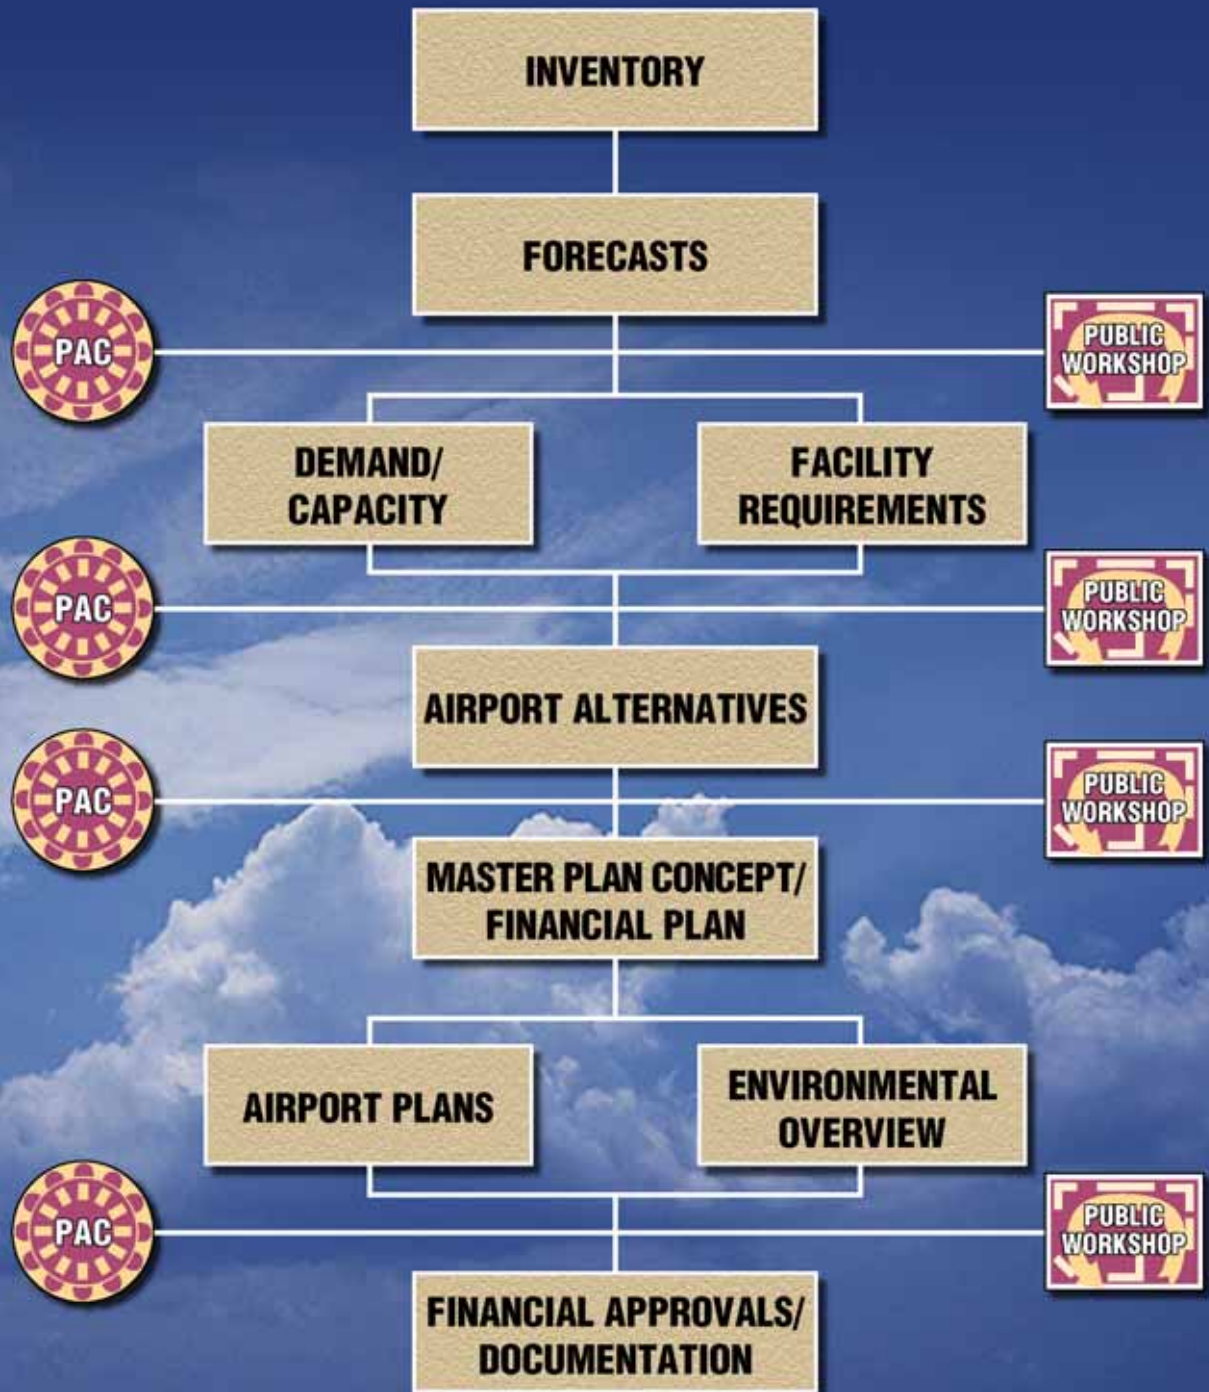 INVENTORY
FORECASTS
PAC
PUBLIC
WORKSHOP
DEMAND/
CAPACITY
FACILITY
REQUIREMENTS
PAC
PUBLIC
WORKSHOP
AIRPORT ALTERNATIVES
PAC
PUBLIC
WORKSHOP
MASTER PLAN CONCEPT/
FINANCIAL PLAN
AIRPORT PLANS
ENVIRONMENTAL
OVERVIEW
PAC
PUBLIC
WORKSHOP
FINANCIAL APPROVALS/
DOCUMENTATION